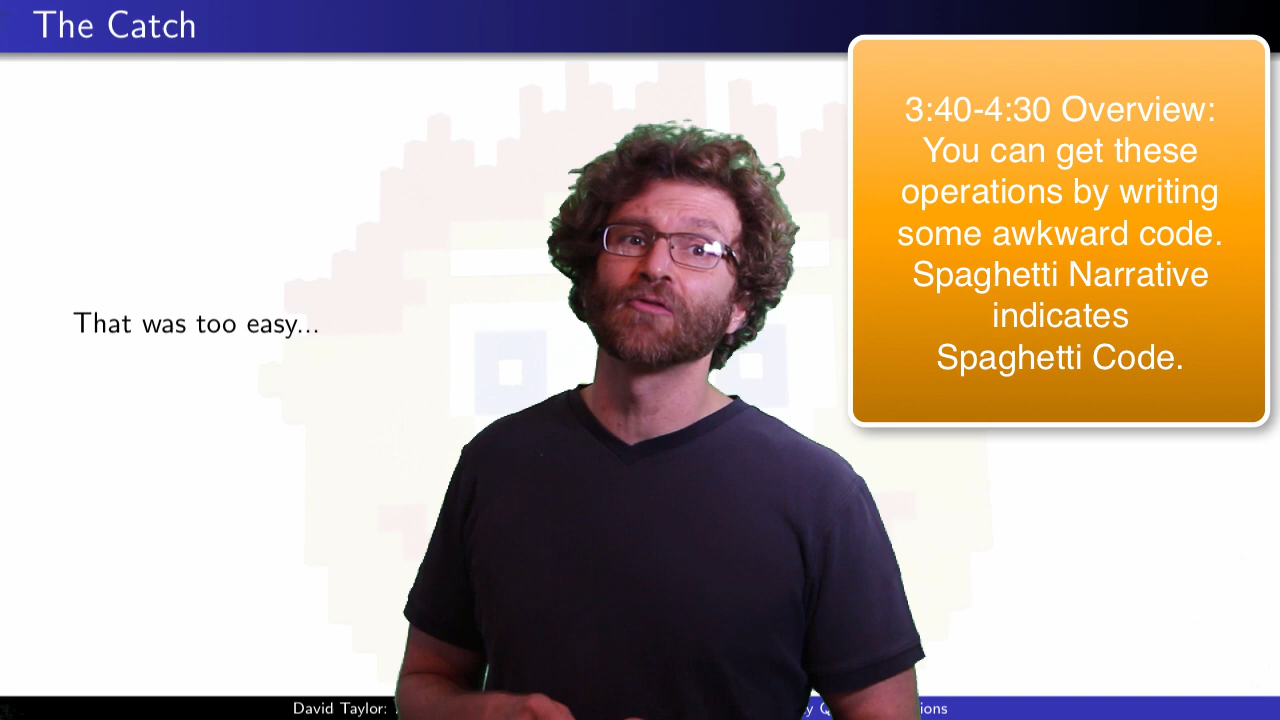 The Catch
3:40-4:30 Overview:
You can get these
operations by writing
some awkward code.
Spaghetti Narrative
indicates
Spaghetti Code.
That was too easy...
David Taylor: